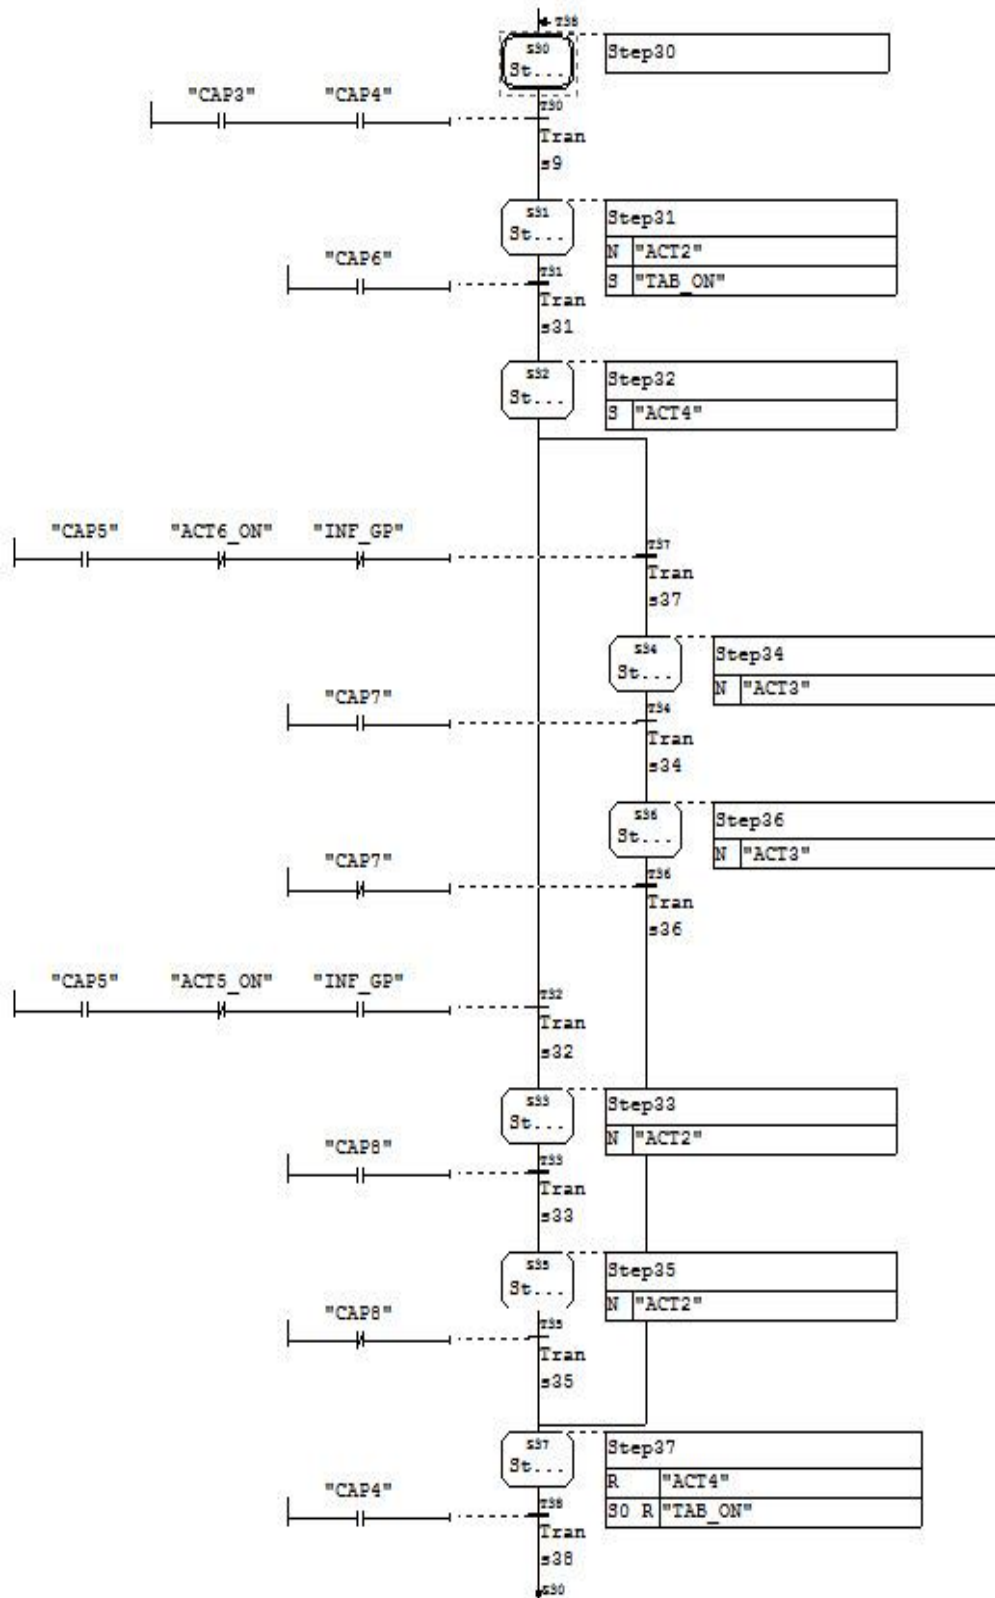 T38
S30
St...
Step30
"CAP3" "CAP4"
T30
Tran
s9
S31
St...
Step31
N "ACT2"
S "TAB_ON"
"CAP6"
T31
Tran
s31
S32
St...
Step32
S "ACT4"
"CAP5" "ACT6_ON" "INF_GP"
T37
Tran
s37
S34
St...
Step34
N "ACT3"
"CAP7"
T34
Tran
s34
S36
St...
Step36
N "ACT3"
"CAP7"
T36
Tran
s36
"CAP5" "ACT5_ON" "INF_GP"
T32
Tran
s32
S33
St...
Step33
N "ACT2"
"CAP8"
T33
Tran
s33
S35
St...
Step35
N "ACT2"
"CAP8"
T35
Tran
s35
S37
St...
Step37
R "ACT4"
S0 R "TAB_ON"
"CAP4"
T38
Tran
s38
S30